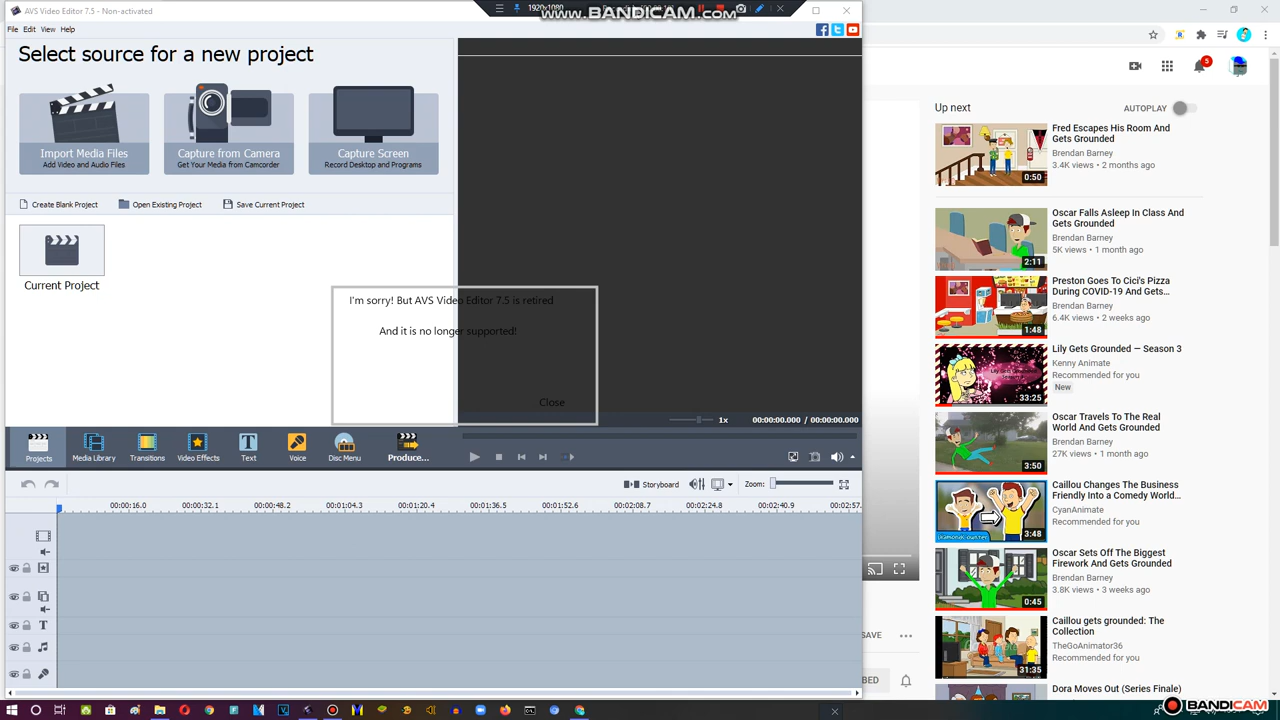 AVS Video Editor 7.5 - Non-activated
1920x1080
www.BANDICAM.com
File Edit View Help
Select source for a new project
Import Media Files
Add Video and Audio Files
Capture from Camera
Get Your Media from Camcorder
Capture Screen
Record Desktop and Programs
Create Blank Project
Open Existing Project
Save Current Project
Current Project
I'm sorry! But AVS Video Editor 7.5 is retired
And it is no longer supported!
Close
1x
00:00:00.000 / 00:00:00.000
Projects
Media Library
Transitions
Video Effects
Text
Voice
Disc Menu
Produce...
Storyboard
Zoom:
00:00:16.0 00:00:32.1 00:00:48.2 00:01:04.3 00:01:20.4 00:01:36.5 00:01:52.6 00:02:08.7 00:02:24.8 00:02:40.9 00:02:57.
5
Up next
AUTOPLAY
Fred Escapes His Room And
Gets Grounded
Brendan Barney
3.4K views • 2 months ago
0:50
Oscar Falls Asleep In Class And
Gets Grounded
Brendan Barney
5K views • 1 month ago
2:11
Preston Goes To Cici's Pizza
During COVID-19 And Gets...
Brendan Barney
6.4K views • 2 weeks ago
1:48
Lily Gets Grounded — Season 3
Kenny Animate
Recommended for you
New
33:25
Oscar Travels To The Real
World And Gets Grounded
Brendan Barney
27K views • 1 month ago
3:50
Caillou Changes The Business
Friendly Into a Comedy World...
CyanAnimate
Recommended for you
3:48
Oscar Sets Off The Biggest
Firework And Gets Grounded
Brendan Barney
3.8K views • 3 weeks ago
0:45
Caillou gets grounded: The
Collection
TheGoAnimator36
Recommended for you
31:35
Dora Moves Out (Series Finale)
SAVE
BED
BANDICAM